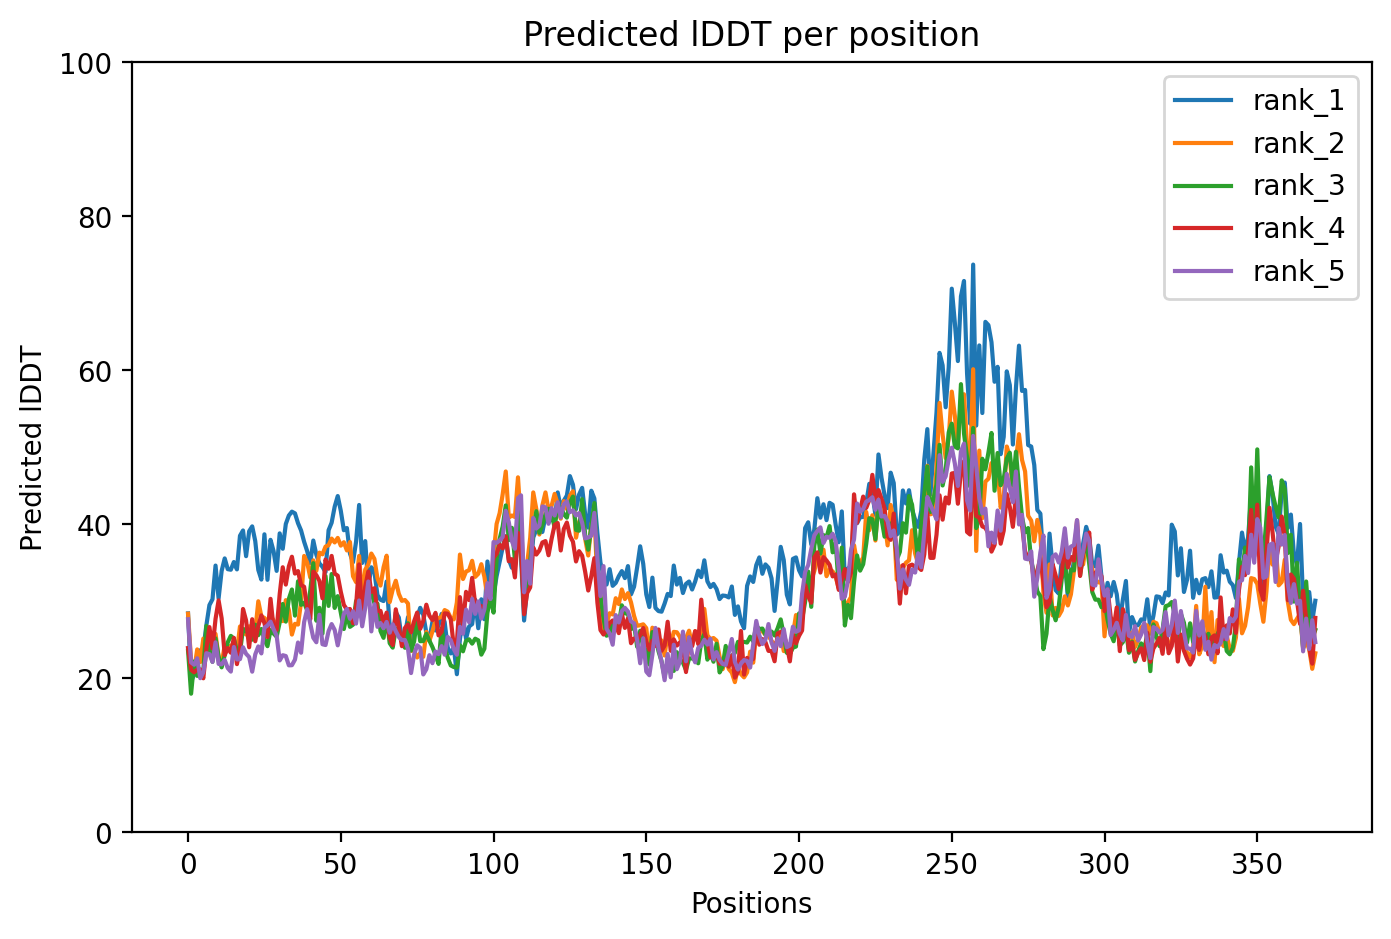 Predicted lDDT per position
100
80
60
40
20
0
Predicted lDDT
0 50 100 150 200 250 300 350
Positions
rank_1
rank_2
rank_3
rank_4
rank_5